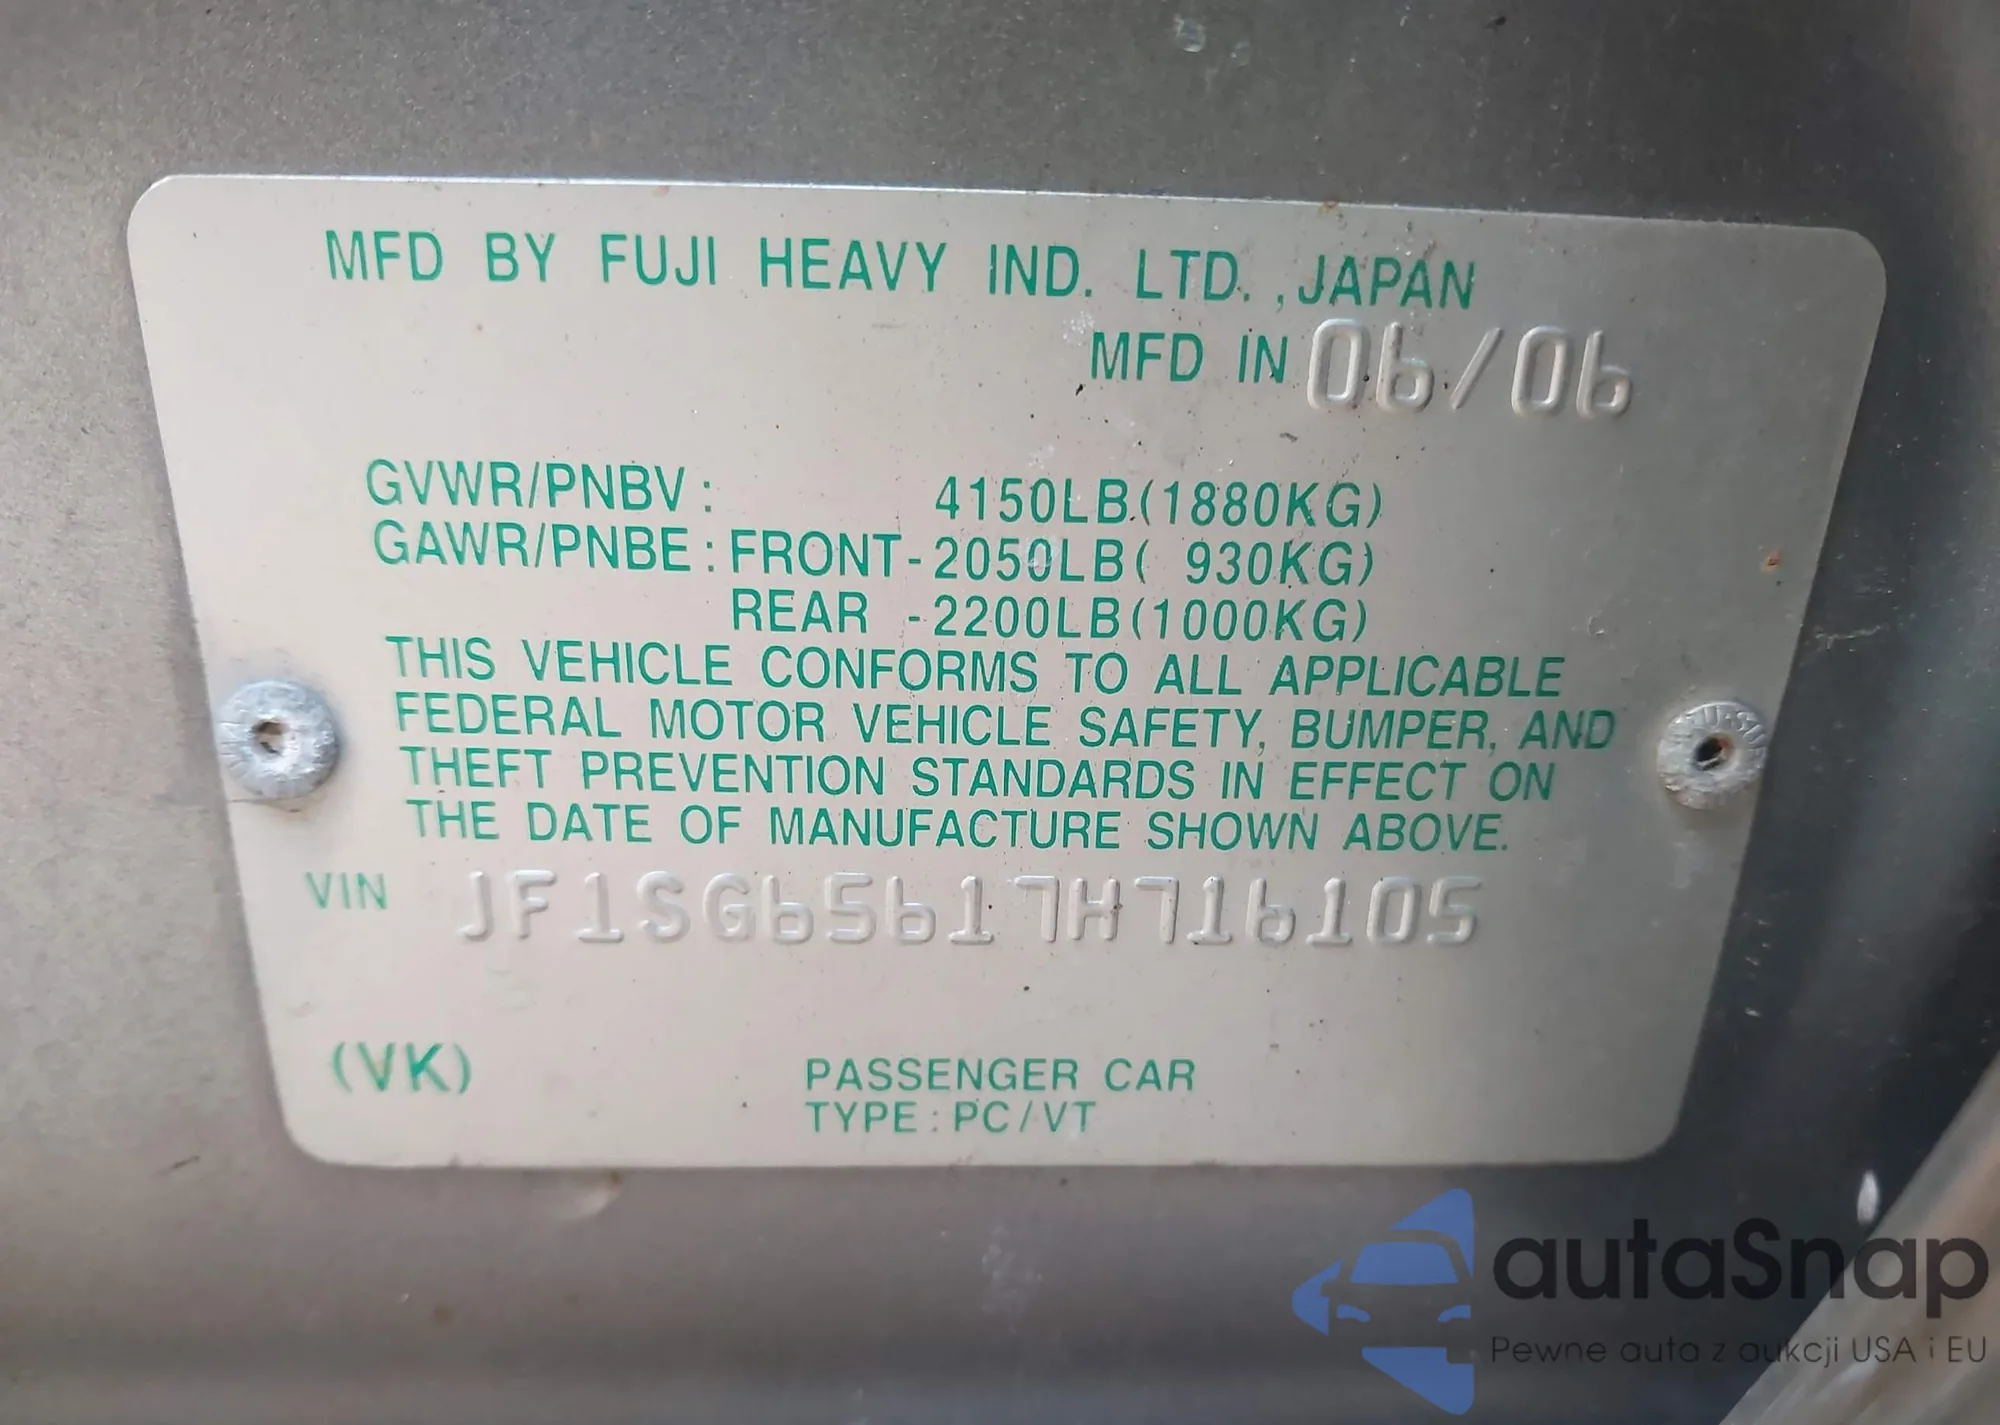 MFD BY FUJI HEAVY IND. LTD.,JAPAN
MFD IN 06/06
GVWR/PNBV: 4150LB(1880KG)
GAWR/PNBE:FRONT-2050LB( 930KG)
REAR -2200LB(1000KG)
THIS VEHICLE CONFORMS TO ALL APPLICABLE
FEDERAL MOTOR VEHICLE SAFETY, BUMPER, AND
THEFT PREVENTION STANDARDS IN EFFECT ON
THE DATE OF MANUFACTURE SHOWN ABOVE.
VIN JF1SG65617H716105
(VK)
PASSENGER CAR
TYPE:PC/VT
autaSnap
Pewne auta z aukcji USA i EU